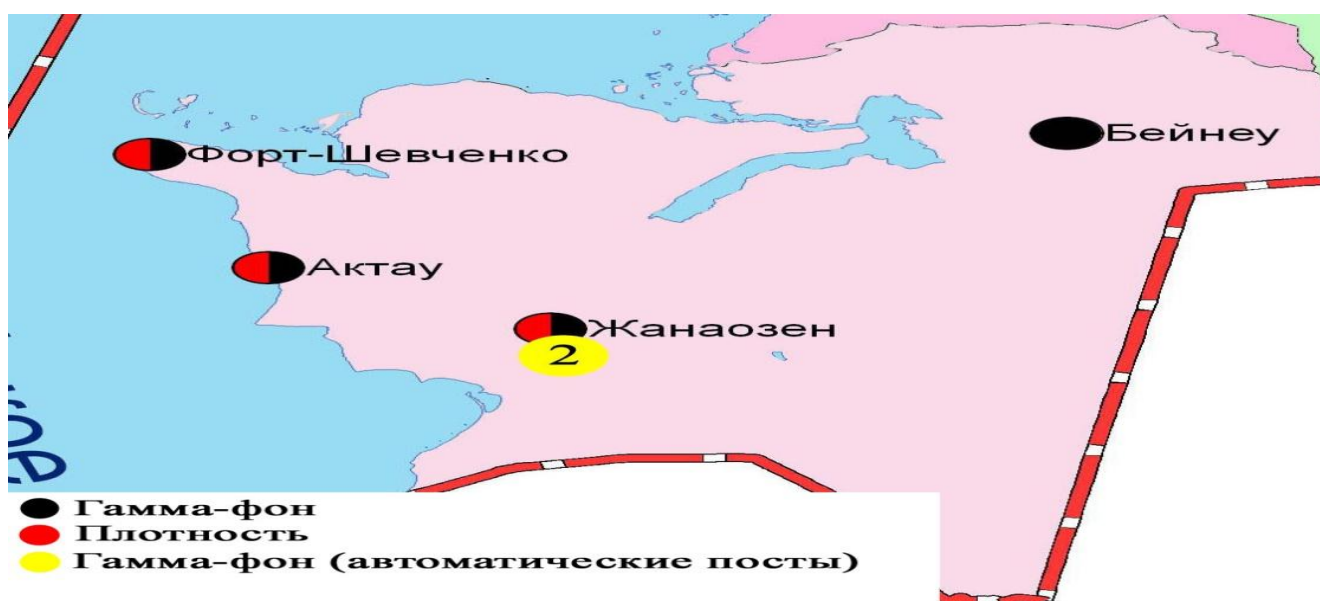 Форт-Шевченко
Бейнеу
Актау
Жанаозен
2
Гамма-фон
Плотность
Гамма-фон (автоматические посты)